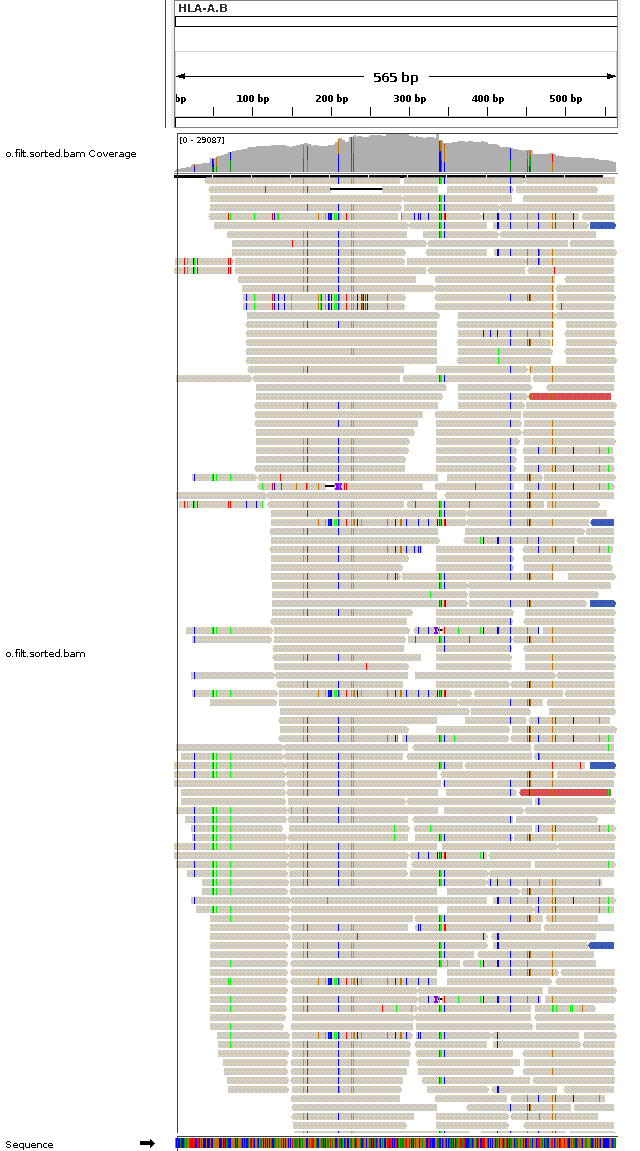 HLA-A.B
565 bp
bp 100 bp 200 bp 300 bp 400 bp 500 bp
[0 - 29087]
o.filt.sorted.bam Coverage
o.filt.sorted.bam
Sequence